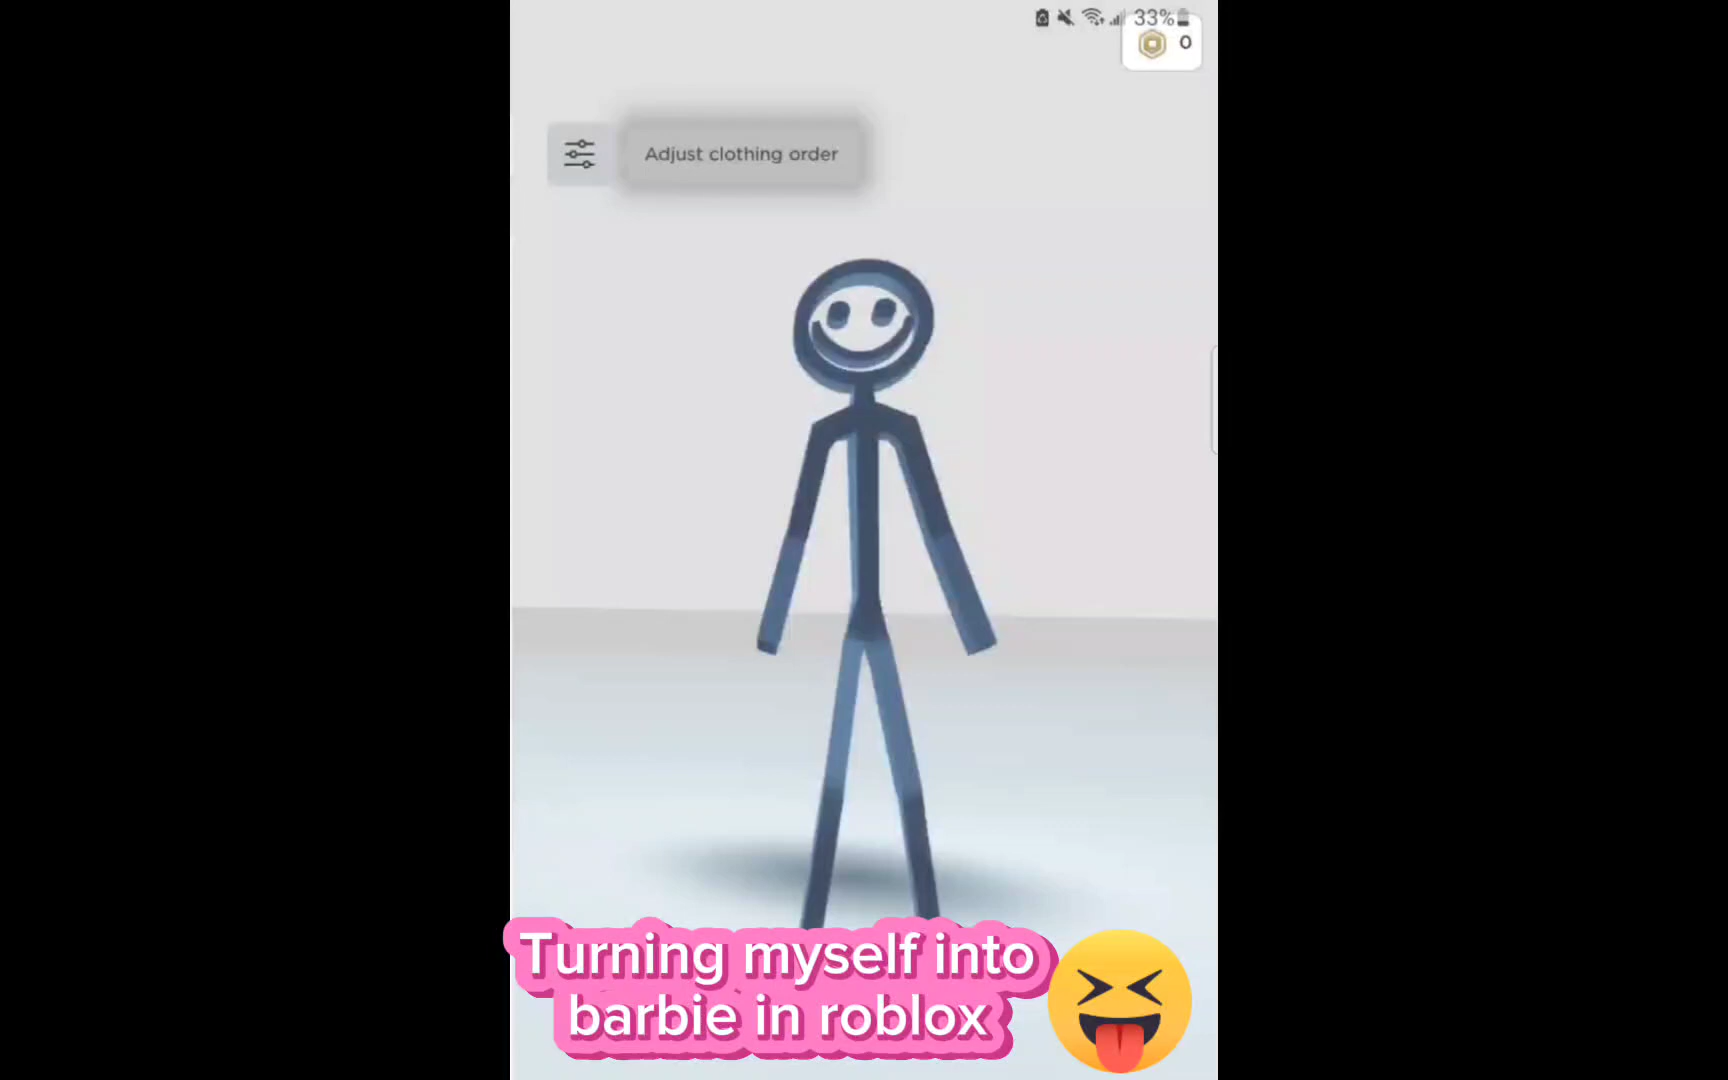 33%
0
Adjust clothing order
Turning myself into
barbie in roblox